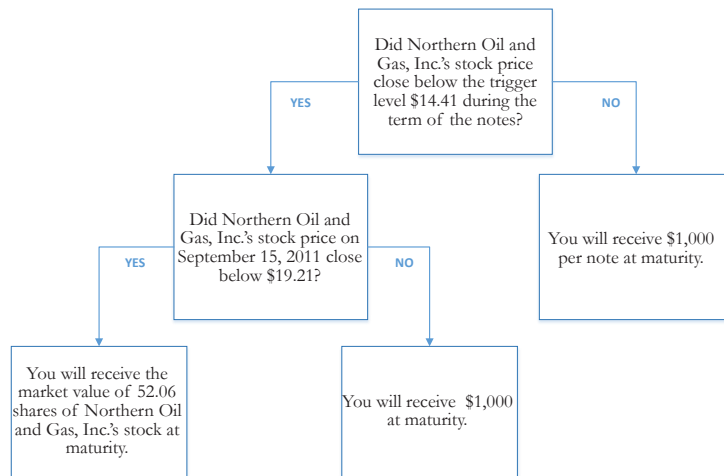 Did Northern Oil and
Gas, Inc.'s stock price
close below the trigger
level $14.41 during the
term of the notes?
YES
NO
Did Northern Oil and
Gas, Inc.'s stock price on
September 15, 2011 close
below $19.21?
You will receive $1,000
per note at maturity.
YES
NO
You will receive the
market value of 52.06
shares of Northern Oil
and Gas, Inc.'s stock at
maturity.
You will receive $1,000
at maturity.